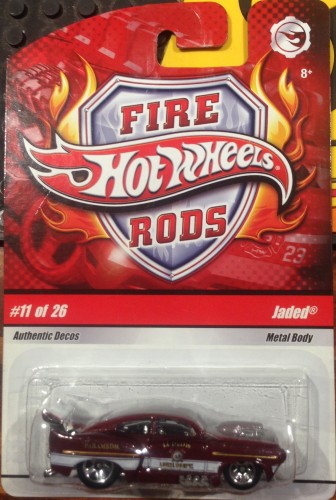 8+
FIRE
Hot Wheels
RODS
23
#11 of 26
Jaded®
Authentic Decos
Metal Body